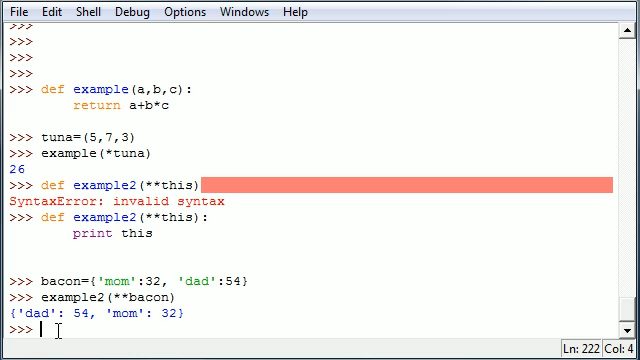 File Edit Shell Debug Options Windows Help
>>>
>>>
>>>
>>>
>>> def example(a,b,c):
        return a+b*c
>>> tuna=(5,7,3)
>>> example(*tuna)
26
>>> def example2(**this)
SyntaxError: invalid syntax
>>> def example2(**this):
        print this
>>> bacon={'mom':32, 'dad':54}
>>> example2(**bacon)
{'dad': 54, 'mom': 32}
>>>
Ln: 222 Col: 4